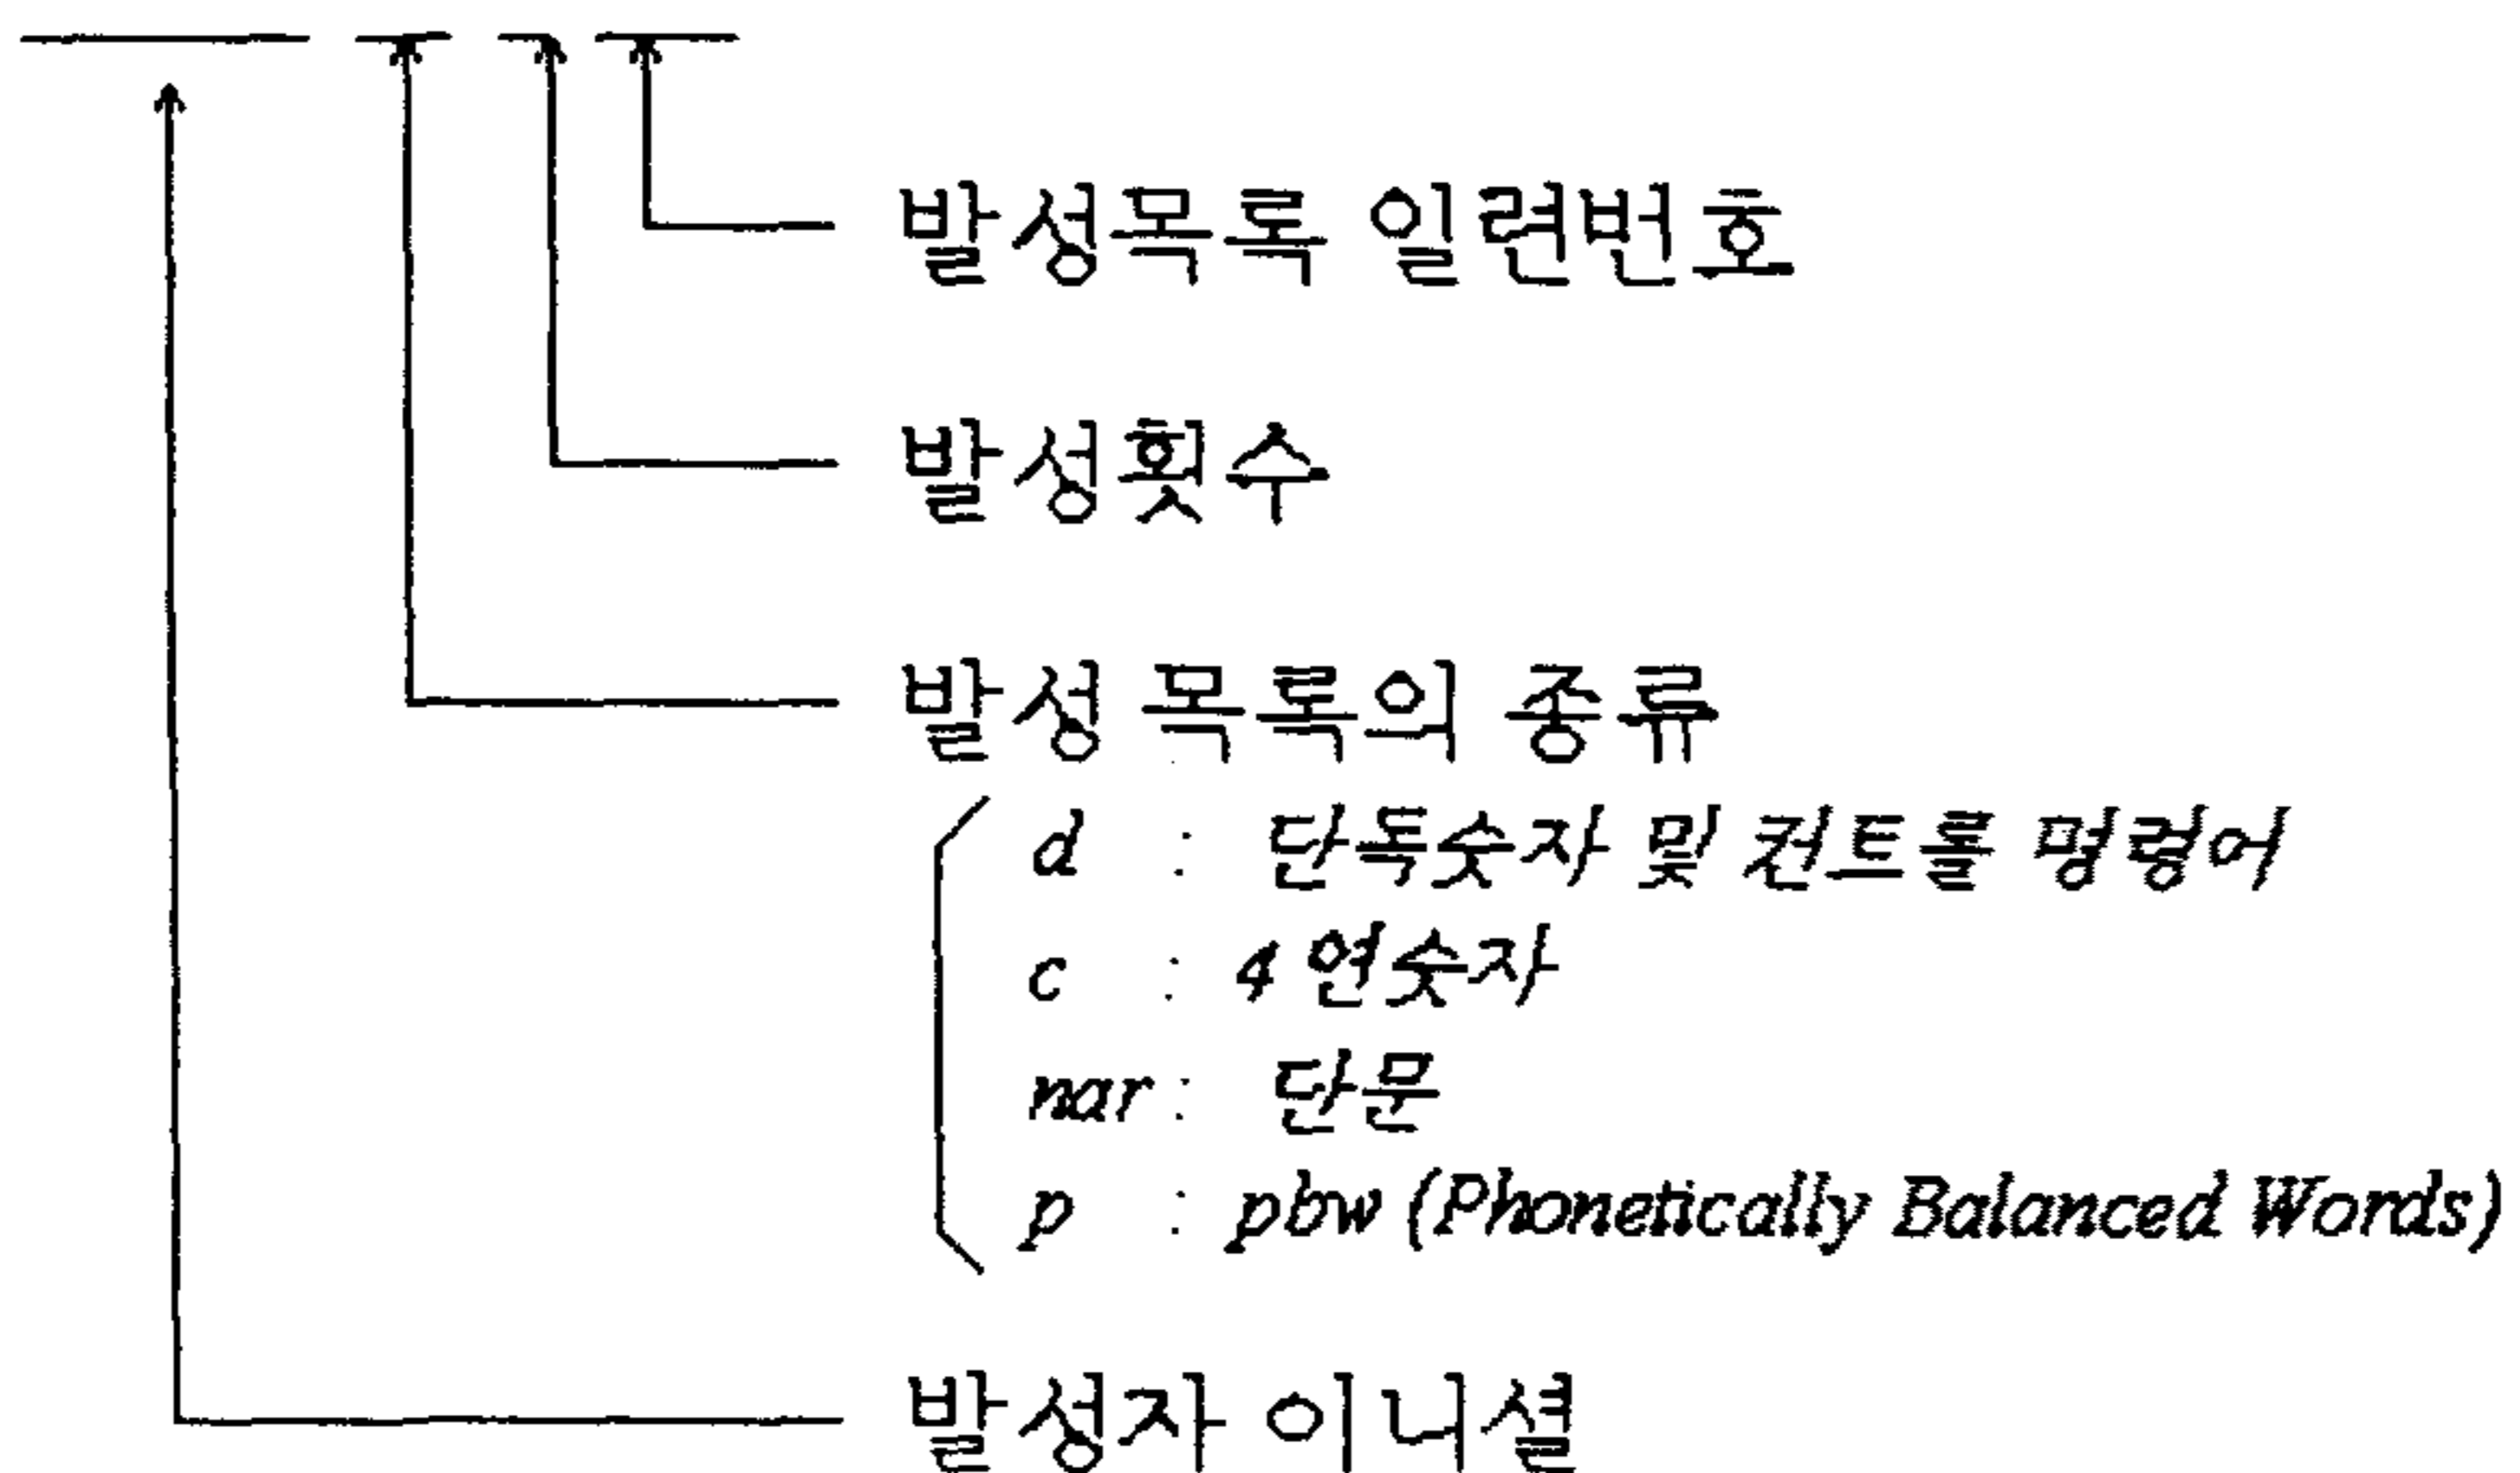 발성목록 일련번호
발성횟수
발성 목록의 종류
d : 단독숫자 및 컨트롤 명령어
c : 4 연숫자
nar : 단문
p : pbw (Phonetically Balanced Words)
발성자 이니셜